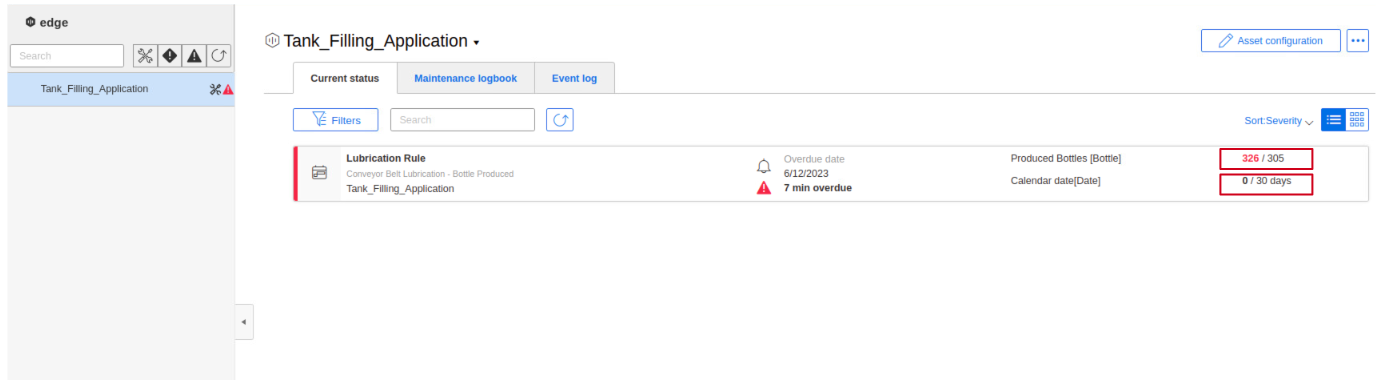 edge
Search
Tank_Filling_Application
Tank_Filling_Application
Asset configuration
Current status
Maintenance logbook
Event log
Filters
Search
Sort:Severity
Lubrication Rule
Conveyor Belt Lubrication - Bottle Produced
Tank_Filling_Application
Overdue date
6/12/2023
7 min overdue
Produced Bottles [Bottle]
326 / 305
Calendar date[Date]
0 / 30 days